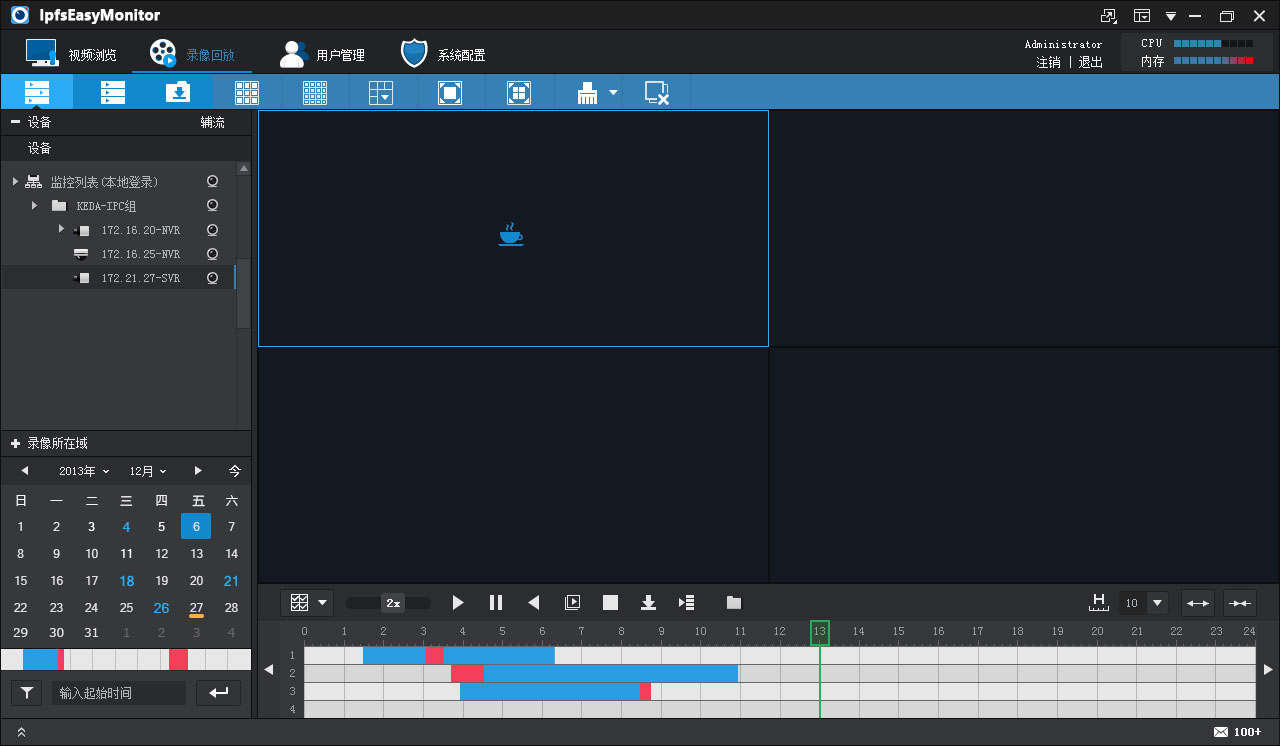 IpfsEasyMonitor
视频浏览 录像回放 用户管理 系统配置
Administrator
注销 | 退出
CPU
内存
设备 辅流
设备
监控列表(本地登录)
KEDA-IPC组
172.16.20-NVR
172.16.25-NVR
172.21.27-SVR
录像所在域
2013年 12月 今
日 一 二 三 四 五 六
1 2 3 4 5 6 7
8 9 10 11 12 13 14
15 16 17 18 19 20 21
22 23 24 25 26 27 28
29 30 31 1 2 3 4
输入起始时间
2x
H 10
0 1 2 3 4 5 6 7 8 9 10 11 12 13 14 15 16 17 18 19 20 21 22 23 24
1
2
3
4
100+